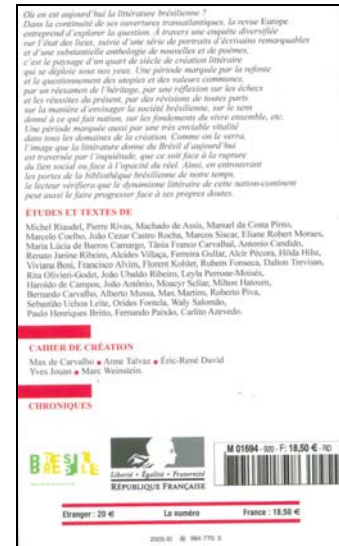 Où en est aujourd'hui la littérature brésilienne ?
Dans la continuité de ses ouvertures transatlantiques, la revue Europe
entreprend d'explorer la question. À travers une enquête diversifiée
sur l'état des lieux, suivie d'une série de portraits d'écrivains remarquables
et d'une substantielle anthologie de nouvelles et de poèmes,
c'est le paysage d'un quart de siècle de création littéraire
qui se déploie sous nos yeux. Une période marquée par la refonte
et le questionnement des utopies et des valeurs communes,
par un réexamen de l'héritage, par une réflexion sur les échecs
et les réussites du présent, par des révisions de toutes parts
sur la manière d'envisager la société brésilienne, sur le sens
donné à ce qui fait nation, sur les fondements du vivre ensemble, etc.
Une période marquée aussi par une très enviable vitalité
dans tous les domaines de la création. Comme on le verra,
l'image que la littérature donne du Brésil d'aujourd'hui
est traversée par l'inquiétude, que ce soit face à la rupture
du lien social ou face à l'opacité du réel. Ainsi, en entrouvrant
les portes de la bibliothèque brésilienne de notre temps,
le lecteur vérifiera que le dynamisme littéraire de cette nation-continent
peut aussi le faire progresser face à ses propres doutes.
ÉTUDES ET TEXTES DE
Michel Riaudel, Pierre Rivas, Machado de Assis, Manuel da Costa Pinto,
Marcelo Coelho, João Cezar Castro Rocha, Marcos Siscar, Eliane Robert Moraes,
Maria Lúcia de Barros Camargo, Tânia Franco Carvalhal, Antonio Candido,
Renato Janine Ribeiro, Alcides Villaça, Ferreira Gullar, Alcir Pécora, Hilda Hilst,
Viviana Bosi, Francisco Alvim, Florent Kohler, Rubem Fonseca, Dalton Trevisan,
Rita Olivieri-Godet, João Ubaldo Ribeiro, Leyla Perrone-Moisés,
Haroldo de Campos, João Antônio, Moacyr Scliar, Milton Hatoum,
Bernardo Carvalho, Alberto Mussa, Max Martins, Roberto Piva,
Sebastião Uchoa Leite, Orides Fontela, Waly Salomão,
Paulo Henriques Britto, Fernando Paixão, Carlito Azevedo.
CAHIER DE CRÉATION
Max de Carvalho • Anne Talvaz • Éric-René David
Yves Jouan • Marc Weinstein.
CHRONIQUES
Liberté • Égalité • Fraternité
RÉPUBLIQUE FRANÇAISE
M 01694 - 920 - F: 18,50 € - RD
Etranger : 20 € Le numéro France : 18,50 €